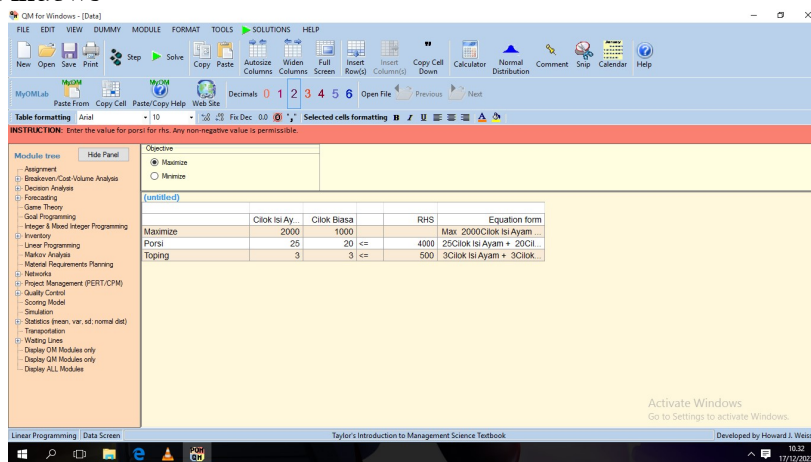 QM for Windows - [Data]
FILE EDIT VIEW DUMMY MODULE FORMAT TOOLS SOLUTIONS HELP
New Open Save Print Step Solve Copy Paste Autosize Columns Widen Columns Full Screen Insert Row(s) Insert Column(s) Copy Cell Down Calculator Normal Distribution Comment Snip Calendar Help
MyOMLab Paste From Copy Cell Paste/Copy Help Web Site Decimals 0 1 2 3 4 5 6 Open File Previous Next
Table formatting Arial 10 Fix Dec 0.0 Selected cells formatting B I U
INSTRUCTION: Enter the value for porsi for rhs. Any non-negative value is permissible.
Module tree Hide Panel
Assignment
Breakeven/Cost-Volume Analysis
Decision Analysis
Forecasting
Game Theory
Goal Programming
Integer & Mixed Integer Programming
Inventory
Linear Programming
Markov Analysis
Material Requirements Planning
Networks
Project Management (PERT/CPM)
Quality Control
Scoring Model
Simulation
Statistics (mean, var, sd; normal dist)
Transportation
Waiting Lines
Display OM Modules only
Display QM Modules only
Display ALL Modules
Objective
Maximize
Minimize
(untitled)
Cilok Isi Ay... Cilok Biasa RHS Equation form
Maximize 2000 1000 Max 2000Cilok Isi Ayam ...
Porsi 25 20 <= 4000 25Cilok Isi Ayam + 20Cil...
Toping 3 3 <= 500 3Cilok Isi Ayam + 3Cilok...
Activate Windows
Go to Settings to activate Windows.
Linear Programming Data Screen Taylor's Introduction to Management Science Textbook Developed by Howard J. Weis
10.32